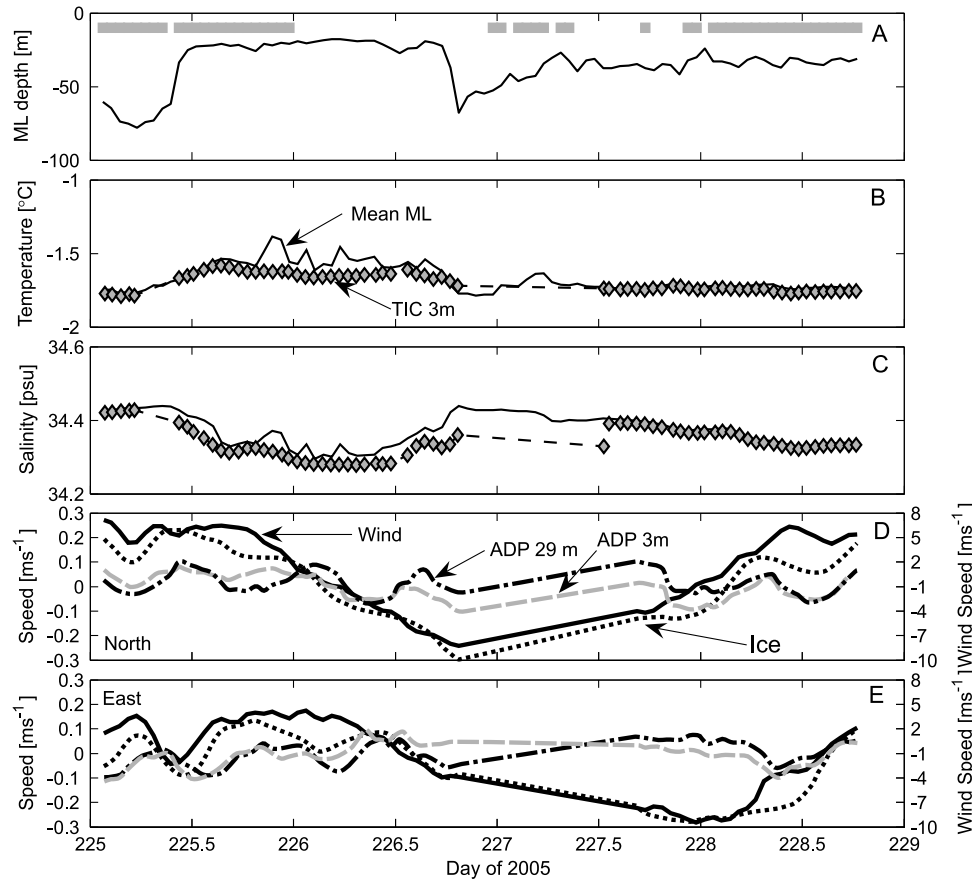 0
-50
-100
ML depth [m]
A
-1
-1.5
-2
Temperature [°C]
Mean ML
TIC 3m
B
34.6
34.4
34.2
Salinity [psu]
C
0.3
0.2
0.1
0
-0.1
-0.2
-0.3
Speed [ms⁻¹]
North
Wind
ADP 29 m
ADP 3m
Ice
D
8
5
2
-1
-4
-7
-10
Wind Speed [ms⁻¹]
0.3
0.2
0.1
0
-0.1
-0.2
-0.3
Speed [ms⁻¹]
East
E
8
5
2
-1
-4
-7
-10
Wind Speed [ms⁻¹]
225 225.5 226 226.5 227 227.5 228 228.5 229
Day of 2005